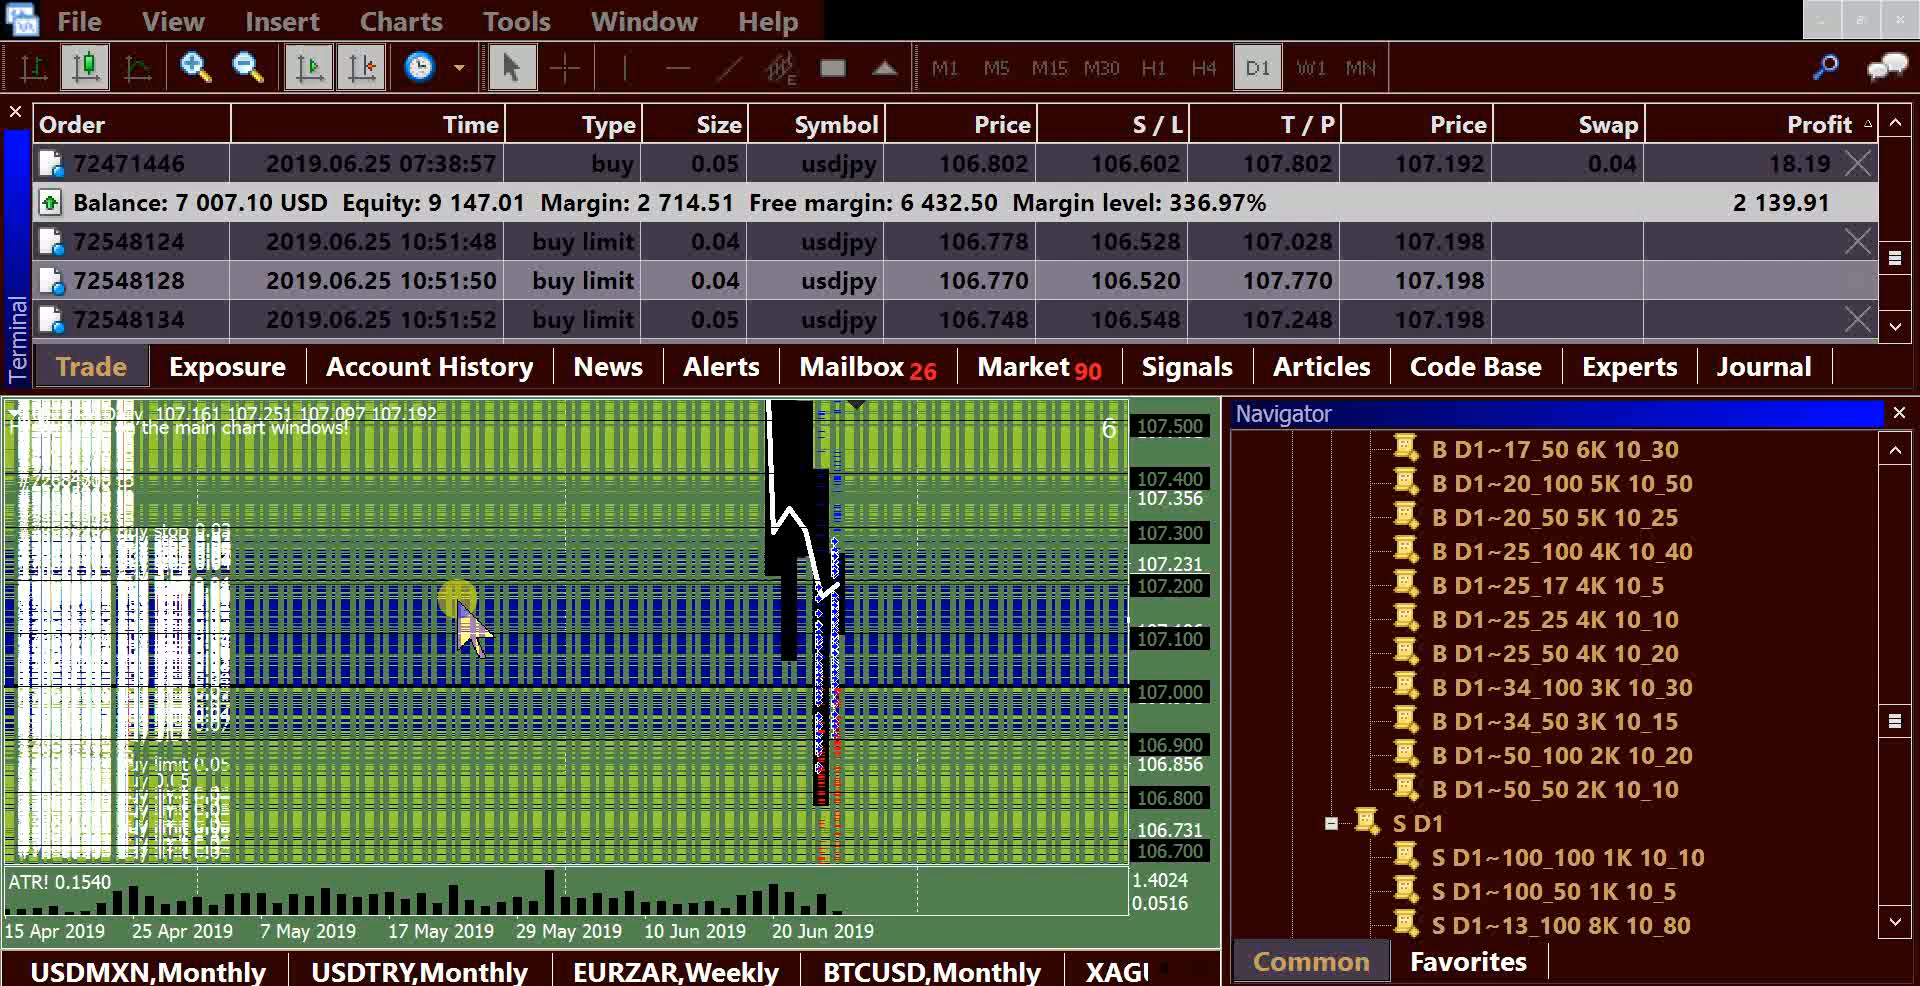 File View Insert Charts Tools Window Help
M1 M5 M15 M30 H1 H4 D1 W1 MN
Order Time Type Size Symbol Price S / L T / P Price Swap Profit
72471446 2019.06.25 07:38:57 buy 0.05 usdjpy 106.802 106.602 107.802 107.192 0.04 18.19
Balance: 7 007.10 USD Equity: 9 147.01 Margin: 2 714.51 Free margin: 6 432.50 Margin level: 336.97% 2 139.91
72548124 2019.06.25 10:51:48 buy limit 0.04 usdjpy 106.778 106.528 107.028 107.198
72548128 2019.06.25 10:51:50 buy limit 0.04 usdjpy 106.770 106.520 107.770 107.198
72548134 2019.06.25 10:51:52 buy limit 0.05 usdjpy 106.748 106.548 107.248 107.198
Terminal
Trade Exposure Account History News Alerts Mailbox 26 Market 90 Signals Articles Code Base Experts Journal
107.161 107.251 107.097 107.192
the main chart windows!
6
buy stop 0.03
limit 0.05
107.500
107.400
107.356
107.300
107.231
107.200
107.100
107.000
106.900
106.856
106.800
106.731
106.700
ATR! 0.1540
1.4024
0.0516
15 Apr 2019 25 Apr 2019 7 May 2019 17 May 2019 29 May 2019 10 Jun 2019 20 Jun 2019
USDMXN,Monthly USDTRY,Monthly EURZAR,Weekly BTCUSD,Monthly
Navigator
B D1~17_50 6K 10_30
B D1~20_100 5K 10_50
B D1~20_50 5K 10_25
B D1~25_100 4K 10_40
B D1~25_17 4K 10_5
B D1~25_25 4K 10_10
B D1~25_50 4K 10_20
B D1~34_100 3K 10_30
B D1~34_50 3K 10_15
B D1~50_100 2K 10_20
B D1~50_50 2K 10_10
S D1
S D1~100_100 1K 10_10
S D1~100_50 1K 10_5
S D1~13_100 8K 10_80
Common Favorites